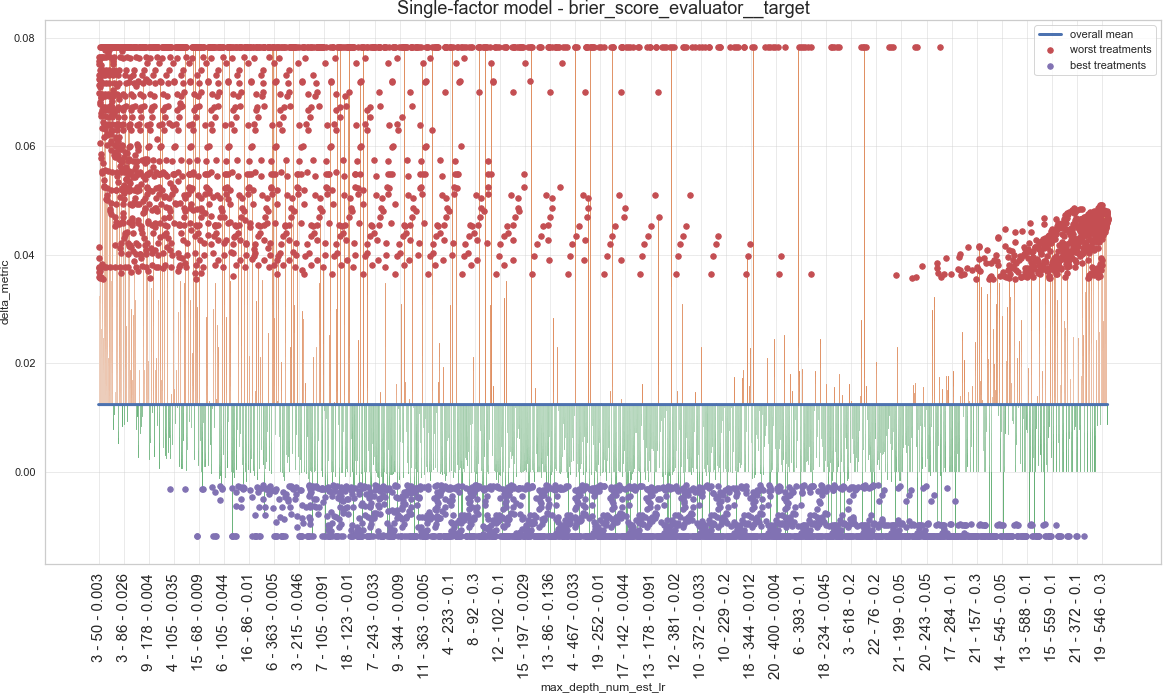 Single-factor model - brier_score_evaluator__target
overall mean
worst treatments
best treatments
0.08
0.06
0.04
0.02
0.00
delta_metric
3 - 50 - 0.003
3 - 86 - 0.026
9 - 178 - 0.004
4 - 105 - 0.035
15 - 68 - 0.009
6 - 105 - 0.044
16 - 86 - 0.01
6 - 363 - 0.005
3 - 215 - 0.046
7 - 105 - 0.091
18 - 123 - 0.01
7 - 243 - 0.033
9 - 344 - 0.009
11 - 363 - 0.005
4 - 233 - 0.1
8 - 92 - 0.3
12 - 102 - 0.1
15 - 197 - 0.029
13 - 86 - 0.136
4 - 467 - 0.033
19 - 252 - 0.01
17 - 142 - 0.044
13 - 178 - 0.091
12 - 381 - 0.02
10 - 372 - 0.033
10 - 229 - 0.2
18 - 344 - 0.012
20 - 400 - 0.004
6 - 393 - 0.1
18 - 234 - 0.045
3 - 618 - 0.2
22 - 76 - 0.2
21 - 199 - 0.05
20 - 243 - 0.05
17 - 284 - 0.1
21 - 157 - 0.3
14 - 545 - 0.05
13 - 588 - 0.1
15 - 559 - 0.1
21 - 372 - 0.1
19 - 546 - 0.3
max_depth_num_est_lr